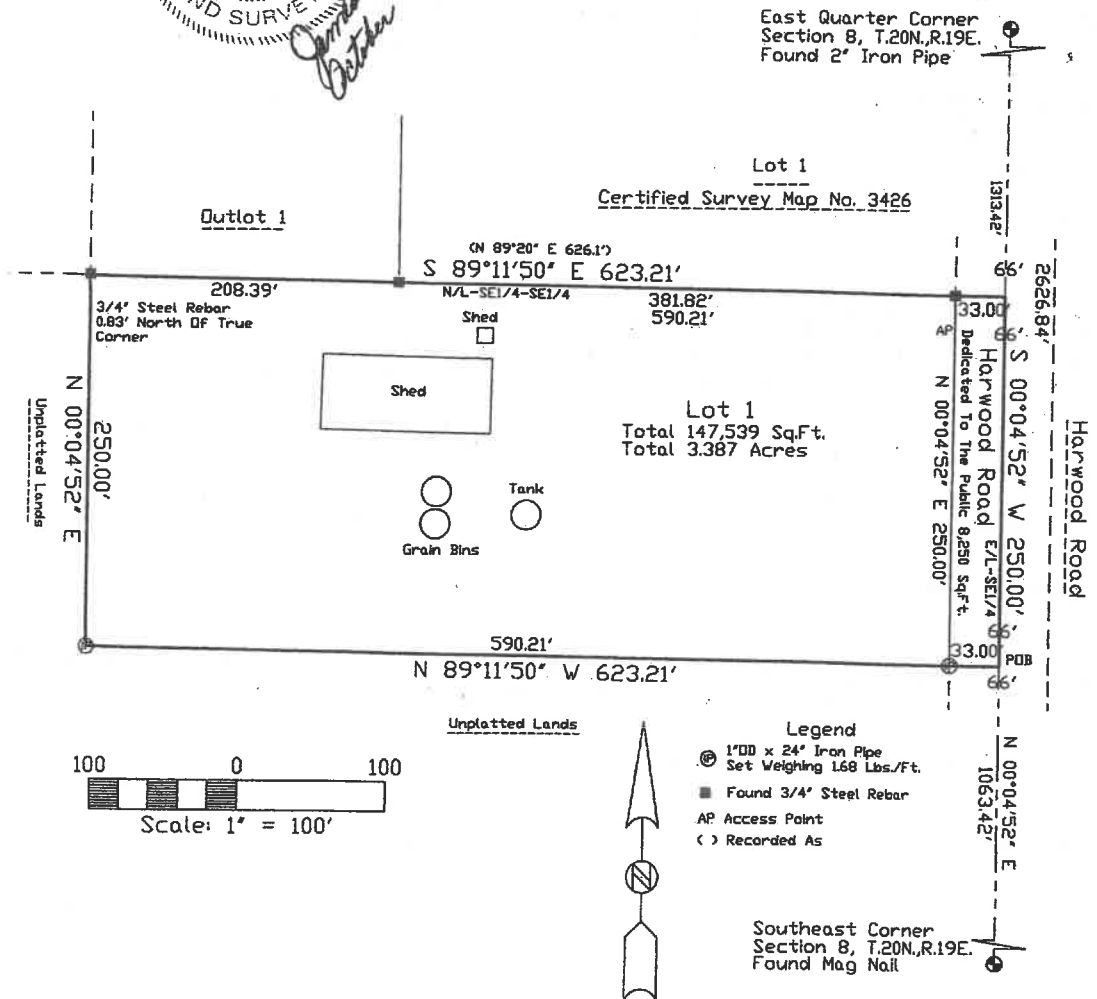 ND SURVE
October
East Quarter Corner
Section 8, T.20N.,R.19E.
Found 2" Iron Pipe
1313.42'
Lot 1
Certified Survey Map No. 3426
Outlot 1
(N 89°20" E 626.1')
S 89°11'50" E 623.21'
66'
2626.84'
208.39'
N/L-SE1/4-SE1/4
381.82'
590.21'
33.00'
3/4" Steel Rebar
0.83' North Of True
Corner
Shed
AP
66'
Shed
Lot 1
Total 147,539 Sq.Ft.
Total 3.387 Acres
Unplatted Lands
N 00°04'52" E
250.00'
N 00°04'52" E 250.00'
Dedicated To The Public 8,250 Sq.Ft.
Harwood Road
E/L-SE1/4
S 00°04'52" W 250.00'
Harwood Road
Tank
Grain Bins
66'
590.21'
33.00'
POB
N 89°11'50" W 623.21'
66'
Unplatted Lands
Legend
IP 1"OD x 24" Iron Pipe
Set Weighing 1.68 Lbs./Ft.
Found 3/4" Steel Rebar
AP Access Point
( ) Recorded As
100 0 100
Scale: 1" = 100'
N
N 00°04'52" E
1063.42'
Southeast Corner
Section 8, T.20N.,R.19E.
Found Mag Nail